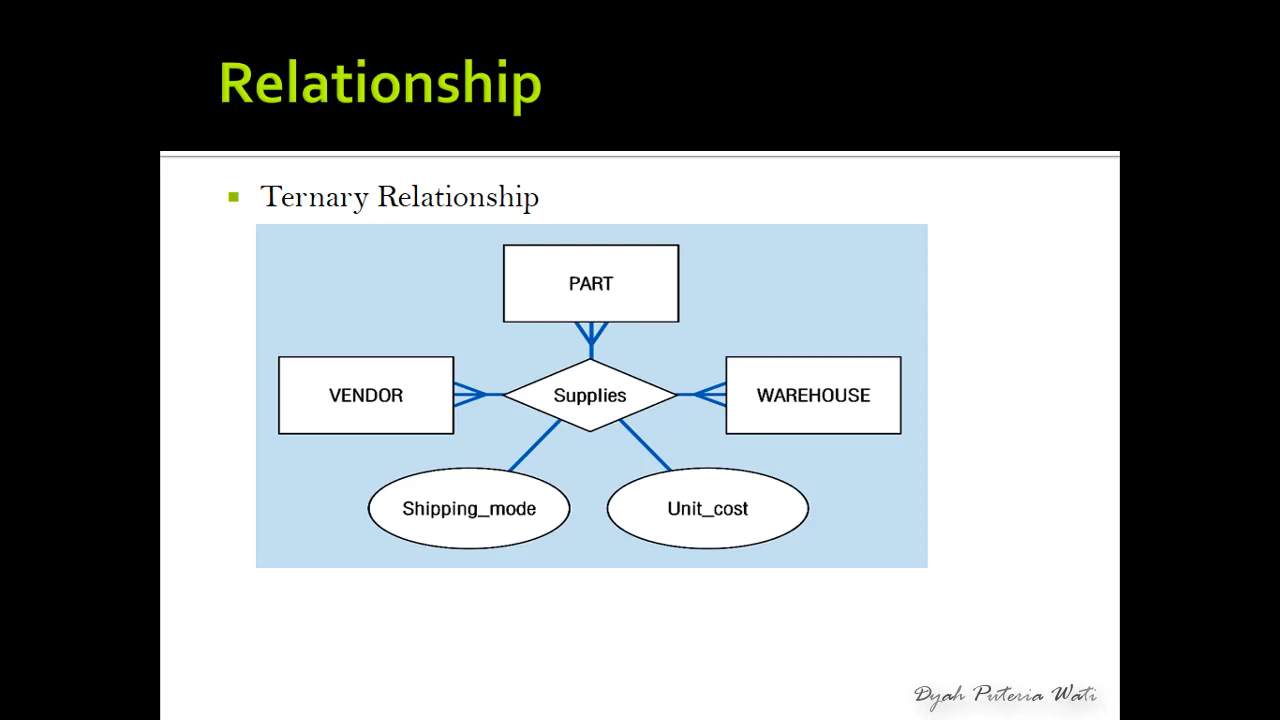 Relationship
Ternary Relationship
PART
VENDOR
Supplies
WAREHOUSE
Shipping_mode
Unit_cost
Dyah Puteria Wati